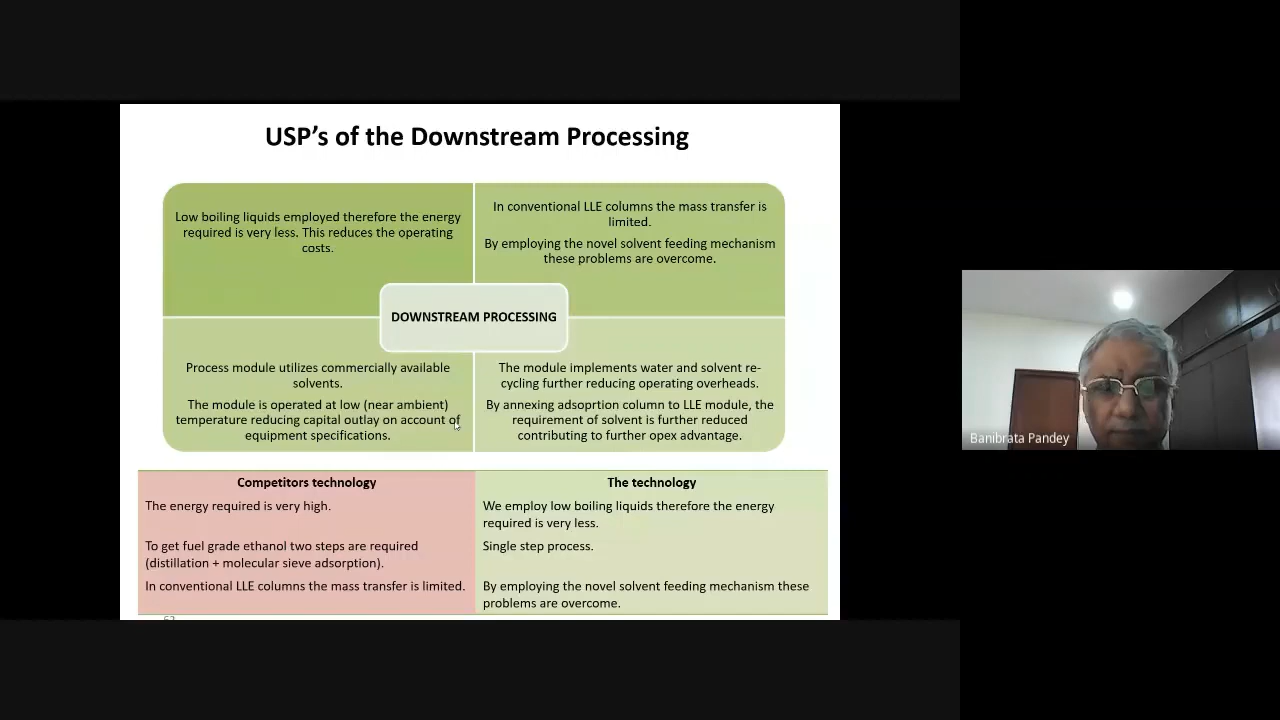 USP's of the Downstream Processing
Low boiling liquids employed therefore the energy
required is very less. This reduces the operating
costs.
In conventional LLE columns the mass transfer is
limited.
By employing the novel solvent feeding mechanism
these problems are overcome.
DOWNSTREAM PROCESSING
Process module utilizes commercially available
solvents.
The module is operated at low (near ambient)
temperature reducing capital outlay on account of
equipment specifications.
The module implements water and solvent re-
cycling further reducing operating overheads.
By annexing adsoprtion column to LLE module, the
requirement of solvent is further reduced
contributing to further opex advantage.
Competitors technology
The technology
The energy required is very high.
We employ low boiling liquids therefore the energy
required is very less.
To get fuel grade ethanol two steps are required
(distillation + molecular sieve adsorption).
Single step process.
In conventional LLE columns the mass transfer is limited.
By employing the novel solvent feeding mechanism these
problems are overcome.
Banibrata Pandey